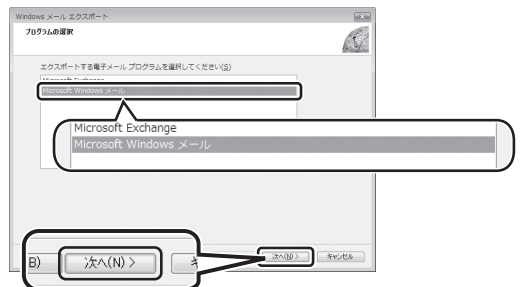 Windows メール エクスポート
プログラムの選択
エクスポートする電子メール プログラムを選択してください(S)
Microsoft Exchange
Microsoft Windows メール
Microsoft Exchange
Microsoft Windows メール
B)
次へ(N) >
キ
次へ(N) >
キャンセル